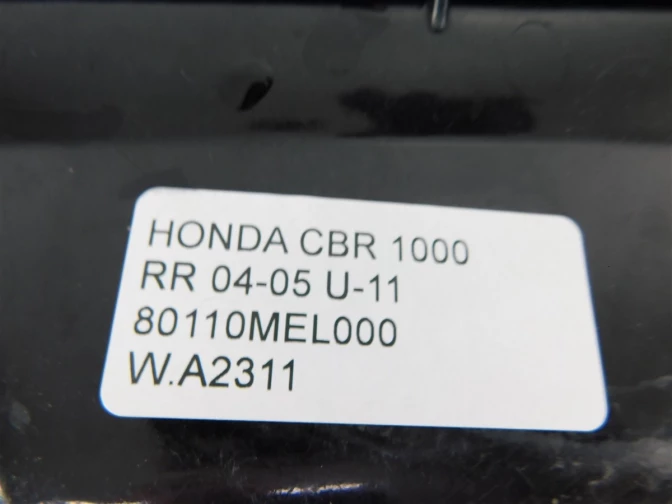 HONDA CBR 1000
RR 04-05 U-11
80110MEL000
W.A2311